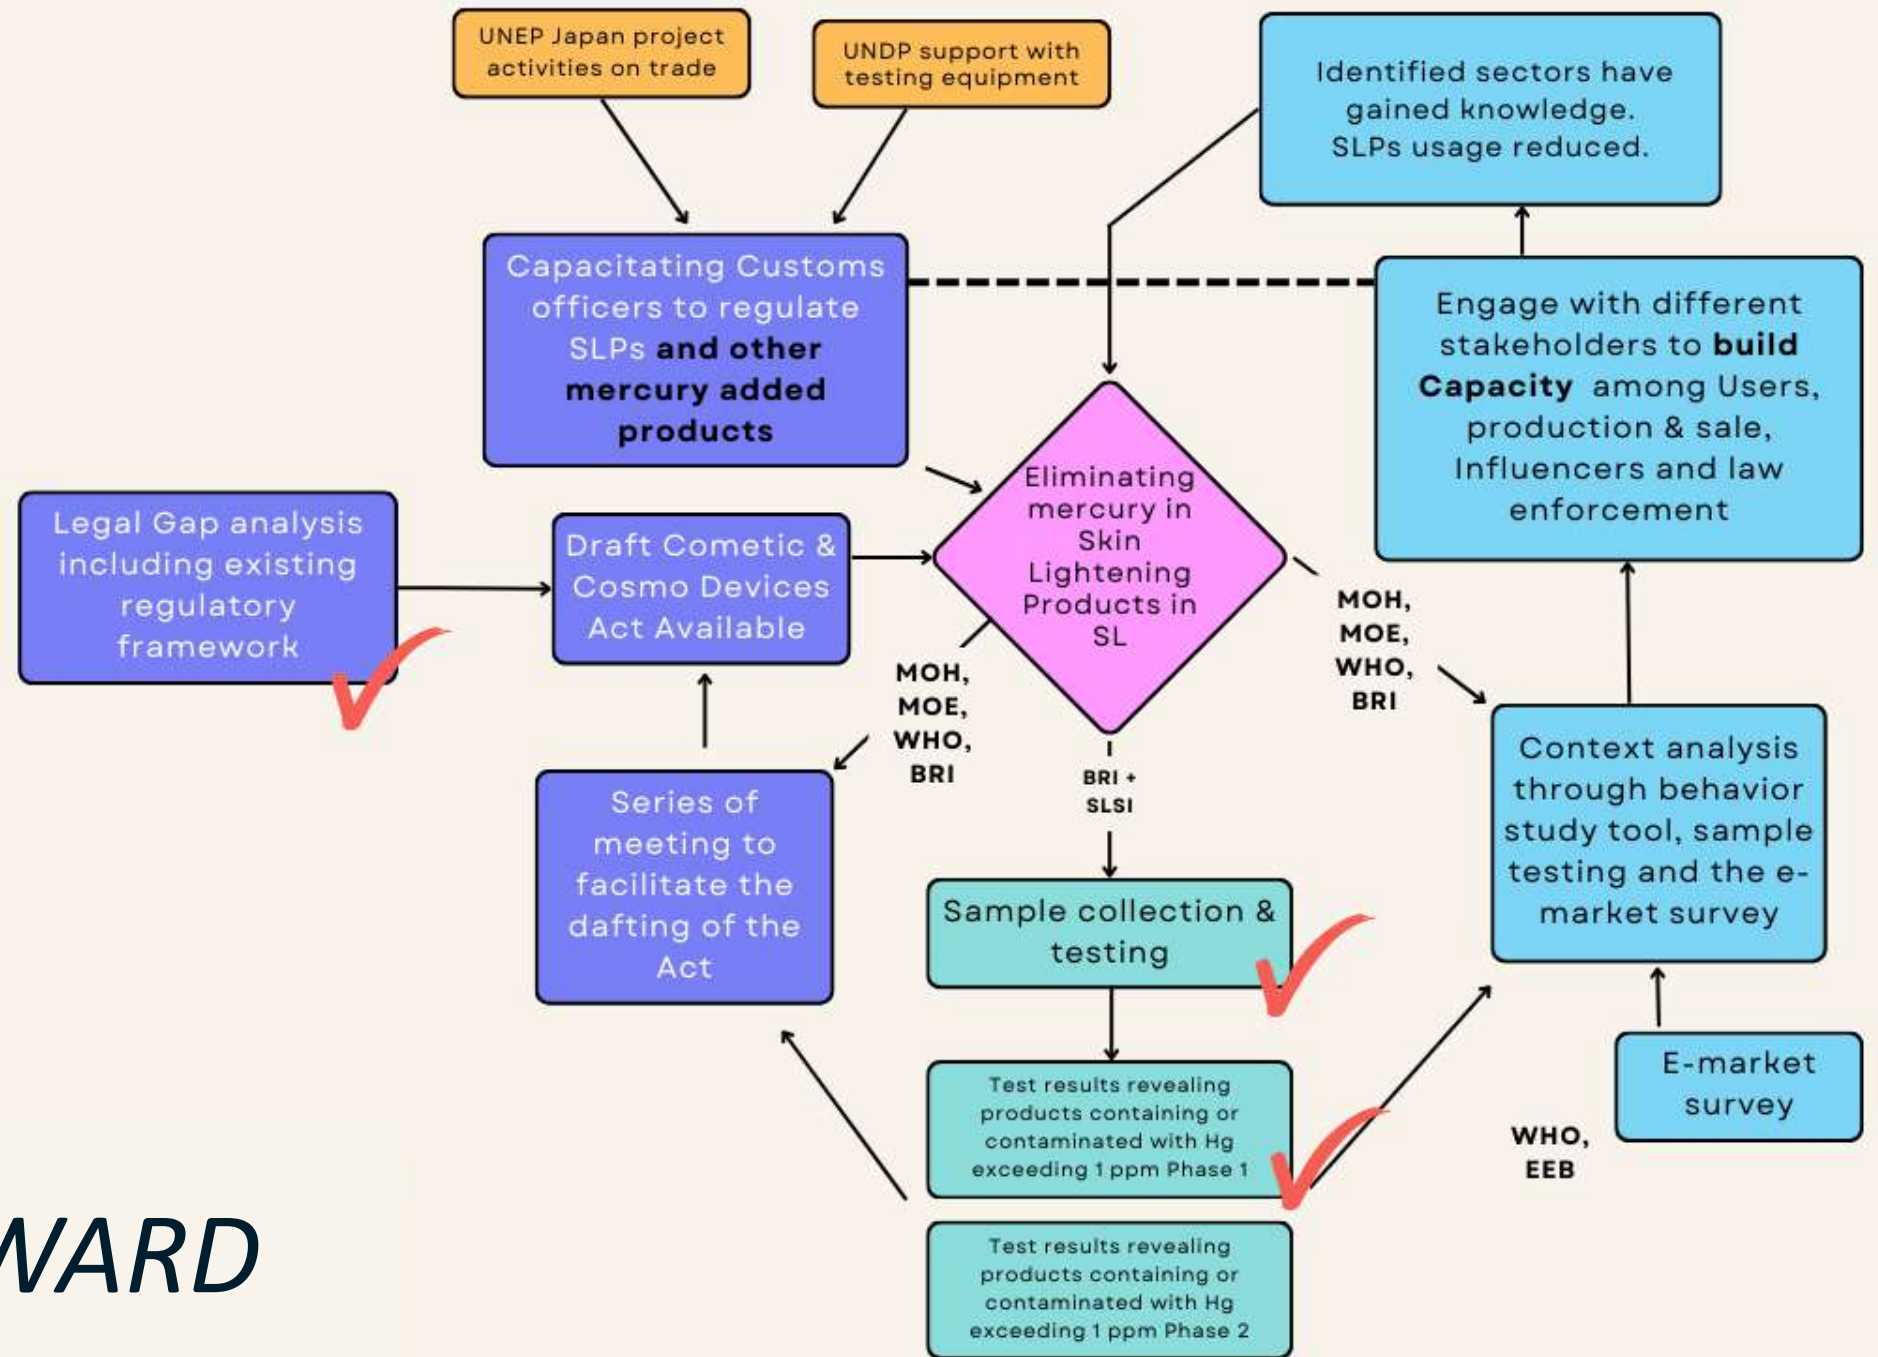 UNEP Japan project
activities on trade
UNDP support with
testing equipment
Identified sectors have
gained knowledge.
SLPs usage reduced.
Capacitating Customs
officers to regulate
SLPs and other
mercury added
products
Engage with different
stakeholders to build
Capacity among Users,
production & sale,
Influencers and law
enforcement
Legal Gap analysis
including existing
regulatory
framework
Draft Cometic &
Cosmo Devices
Act Available
Eliminating
mercury in
Skin
Lightening
Products in
SL
MOH,
MOE,
WHO,
BRI
MOH,
MOE,
WHO,
BRI
BRI +
SLSI
Series of
meeting to
facilitate the
dafting of the
Act
Context analysis
through behavior
study tool, sample
testing and the e-
market survey
Sample collection &
testing
E-market
survey
WHO,
EEB
Test results revealing
products containing or
contaminated with Hg
exceeding 1 ppm Phase 1
Test results revealing
products containing or
contaminated with Hg
exceeding 1 ppm Phase 2
WARD